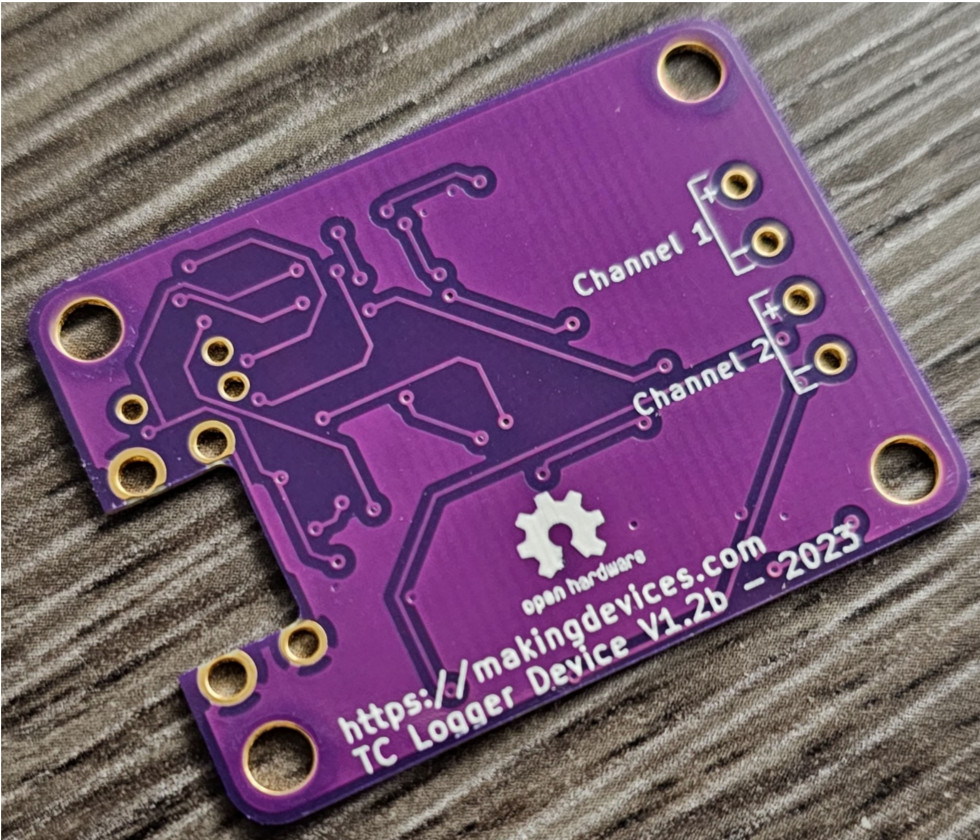 Channel 1
+
-
Channel 2
+
-
open hardware
https://makingdevices.com
TC Logger Device V1.2b - 2023